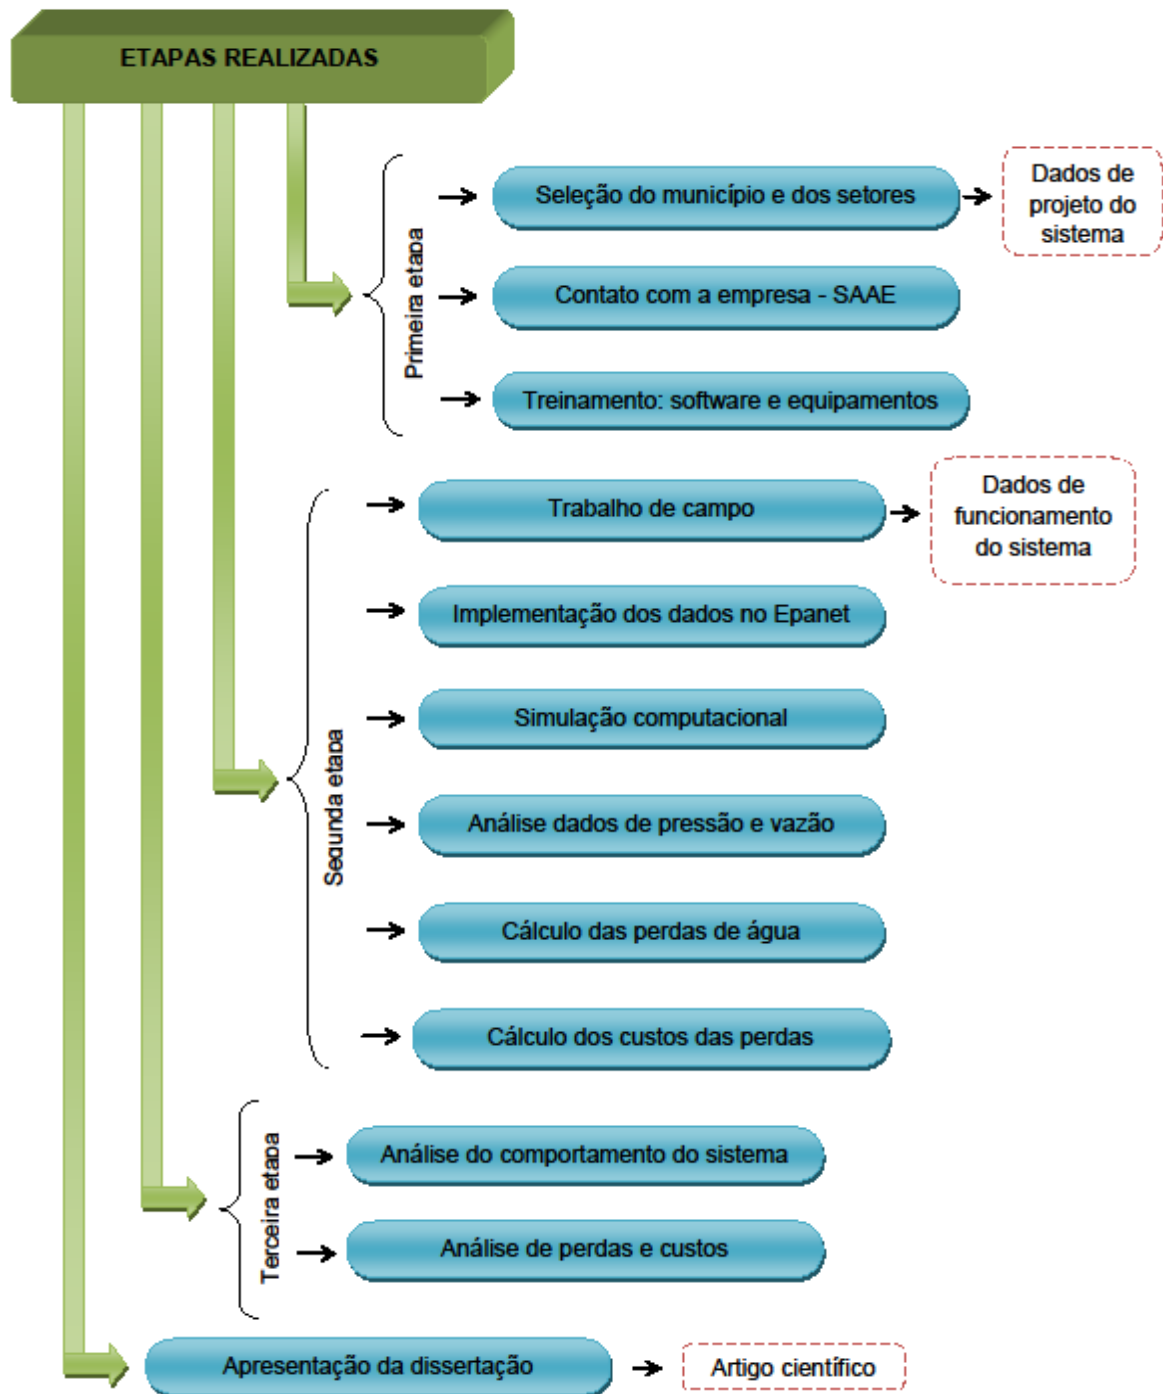 ETAPAS REALIZADAS
Primeira etapa
Seleção do município e dos setores
Dados de
projeto do
sistema
Contato com a empresa - SAAE
Treinamento: software e equipamentos
Segunda etapa
Trabalho de campo
Dados de
funcionamento
do sistema
Implementação dos dados no Epanet
Simulação computacional
Análise dados de pressão e vazão
Cálculo das perdas de água
Cálculo dos custos das perdas
Terceira etapa
Análise do comportamento do sistema
Análise de perdas e custos
Apresentação da dissertação
Artigo científico